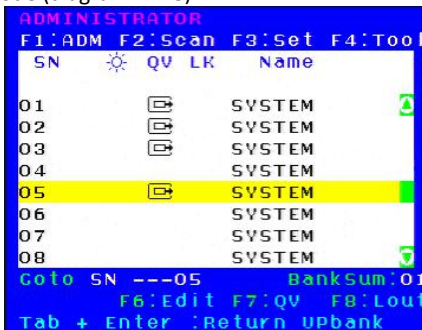 ADMINISTRATOR
F1:ADM F2:Scan F3:Set F4:Tool
SN QV LK Name
01 SYSTEM
02 SYSTEM
03 SYSTEM
04 SYSTEM
05 SYSTEM
06 SYSTEM
07 SYSTEM
08 SYSTEM
Goto SN ---05 BankSum:01
F6:Edit F7:QV F8:Lout
Tab + Enter :Return UPbank